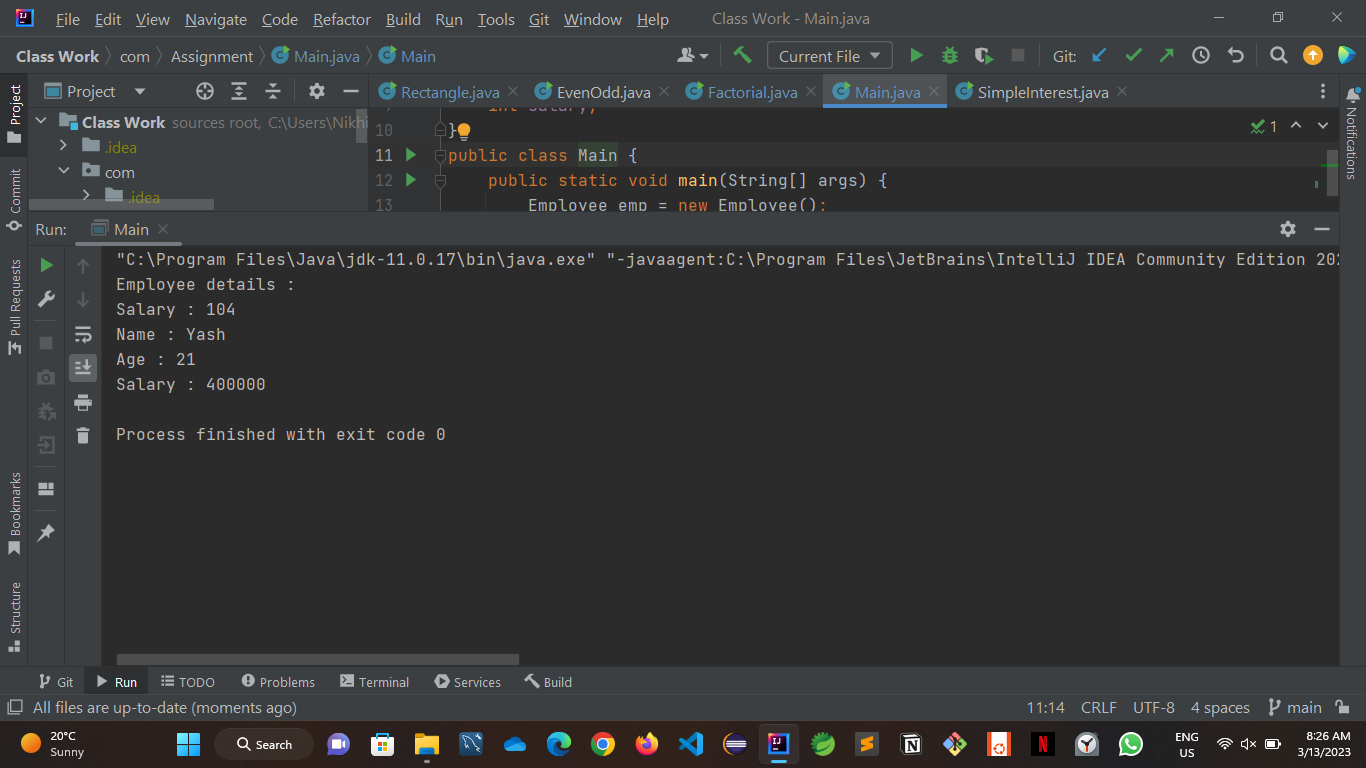 File Edit View Navigate Code Refactor Build Run Tools Git Window Help Class Work - Main.java
Class Work com Assignment Main.java Main Current File Git:
Project
Project Rectangle.java EvenOdd.java Factorial.java Main.java SimpleInterest.java
Class Work sources root, C:\Users\Nikhi
.idea
com
.idea
10 }
1
11 public class Main {
12 public static void main(String[] args) {
13 Employee emp = new Employee();
Notifications
Commit
Pull Requests
Bookmarks
Structure
Run: Main
"C:\Program Files\Java\jdk-11.0.17\bin\java.exe" "-javaagent:C:\Program Files\JetBrains\IntelliJ IDEA Community Edition 202
Employee details :
Salary : 104
Name : Yash
Age : 21
Salary : 400000
Process finished with exit code 0
Git Run TODO Problems Terminal Services Build
All files are up-to-date (moments ago) 11:14 CRLF UTF-8 4 spaces main
20°C
Sunny
Search
ENG
US
8:26 AM
3/13/2023